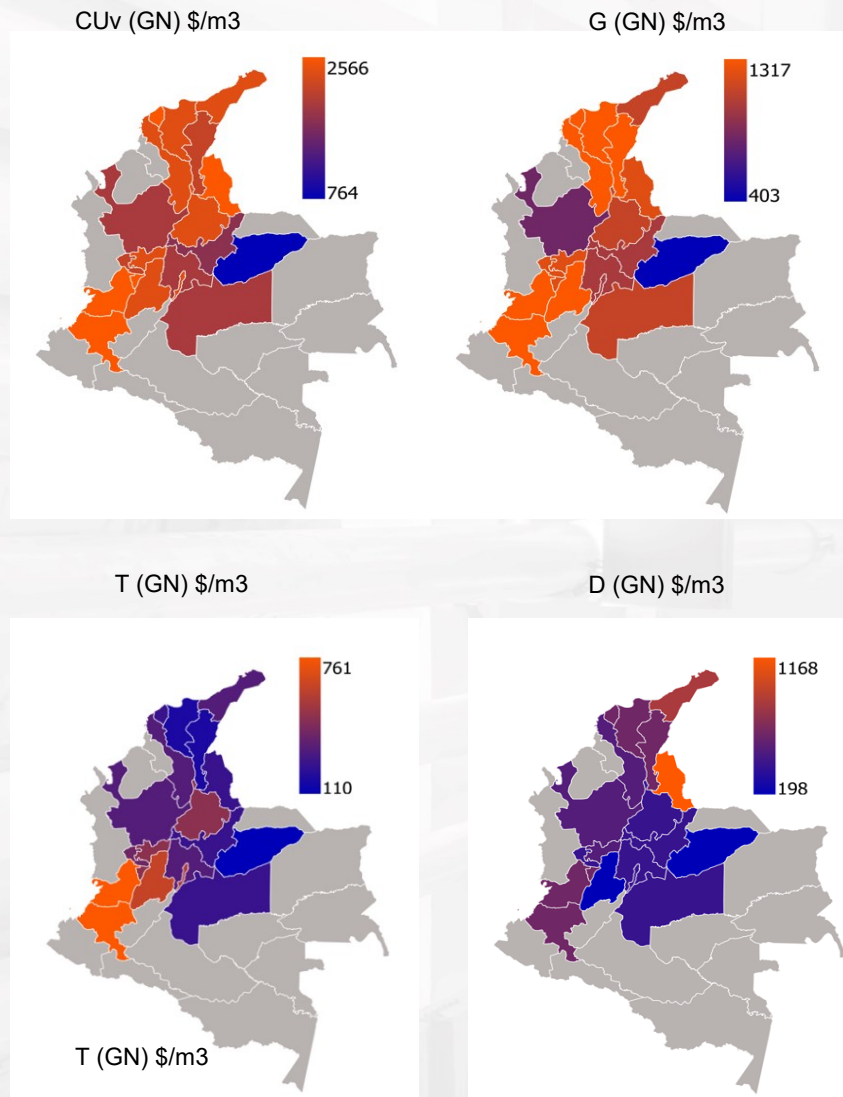 CUv (GN) $/m3
G (GN) $/m3
2566
764
1317
403
T (GN) $/m3
D (GN) $/m3
761
110
1168
198
T (GN) $/m3